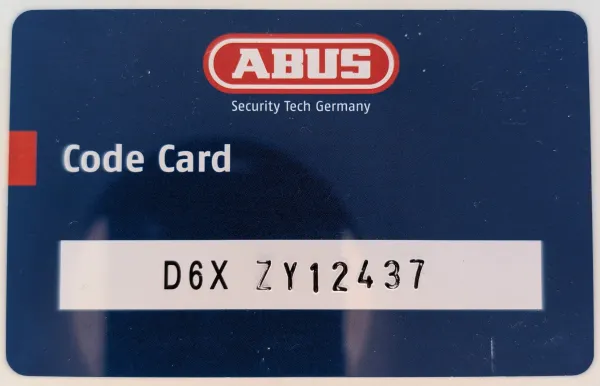 ABUS
Security Tech Germany
Code Card
D6X ZY12437